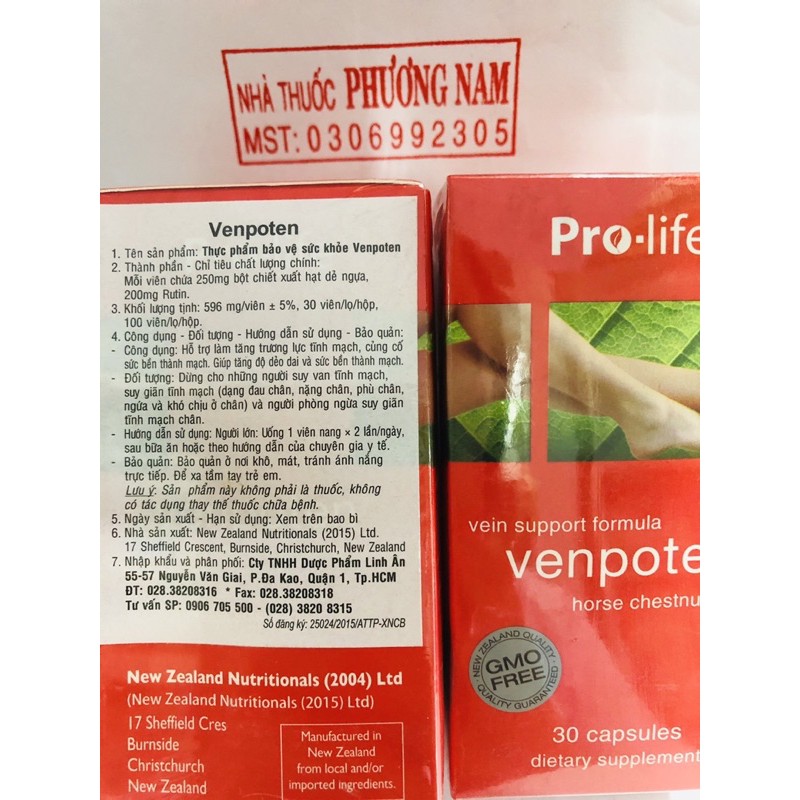 NHÀ THUỐC PHƯƠNG NAM
MST: 0306992305
Venpoten
1. Tên sản phẩm: Thực phẩm bảo vệ sức khỏe Venpoten
2. Thành phần - Chỉ tiêu chất lượng chính:
Mỗi viên chứa 250mg bột chiết xuất hạt dẻ ngựa,
200mg Rutin.
3. Khối lượng tịnh: 596 mg/viên ± 5%, 30 viên/lọ/hộp,
100 viên/lọ/hộp.
4. Công dụng - Đối tượng - Hướng dẫn sử dụng - Bảo quản:
- Công dụng: Hỗ trợ làm tăng trương lực tĩnh mạch, củng cố
sức bền thành mạch. Giúp tăng độ dẻo dai và sức bền thành mạch.
- Đối tượng: Dùng cho những người suy van tĩnh mạch,
suy giãn tĩnh mạch (dạng đau chân, nặng chân, phù chân,
ngứa và khó chịu ở chân) và người phòng ngừa suy giãn
tĩnh mạch chân.
- Hướng dẫn sử dụng: Người lớn: Uống 1 viên nang × 2 lần/ngày,
sau bữa ăn hoặc theo hướng dẫn của chuyên gia y tế.
- Bảo quản: Bảo quản ở nơi khô, mát, tránh ánh nắng
trực tiếp. Để xa tầm tay trẻ em.
Lưu ý: Sản phẩm này không phải là thuốc, không
có tác dụng thay thế thuốc chữa bệnh.
5. Ngày sản xuất - Hạn sử dụng: Xem trên bao bì
6. Nhà sản xuất: New Zealand Nutritionals (2015) Ltd.
17 Sheffield Crescent, Burnside, Christchurch, New Zealand
7. Nhập khẩu và phân phối: Cty TNHH Dược Phẩm Linh Ân
55-57 Nguyễn Văn Giai, P.Đa Kao, Quận 1, Tp.HCM
ĐT: 028.38208316 * Fax: 028.38208318
Tư vấn SP: 0906 705 500 - (028) 3820 8315
Số đăng ký: 25024/2015/ATTP-XNCB
New Zealand Nutritionals (2004) Ltd
(New Zealand Nutritionals (2015) Ltd)
17 Sheffield Cres
Burnside
Christchurch
New Zealand
Manufactured in
New Zealand
from local and/or
imported ingredients.
Pro-life
vein support formula
venpote
horse chestnu
NEW ZEALAND QUALITY
GMO
FREE
QUALITY GUARANTEED
30 capsules
dietary supplement